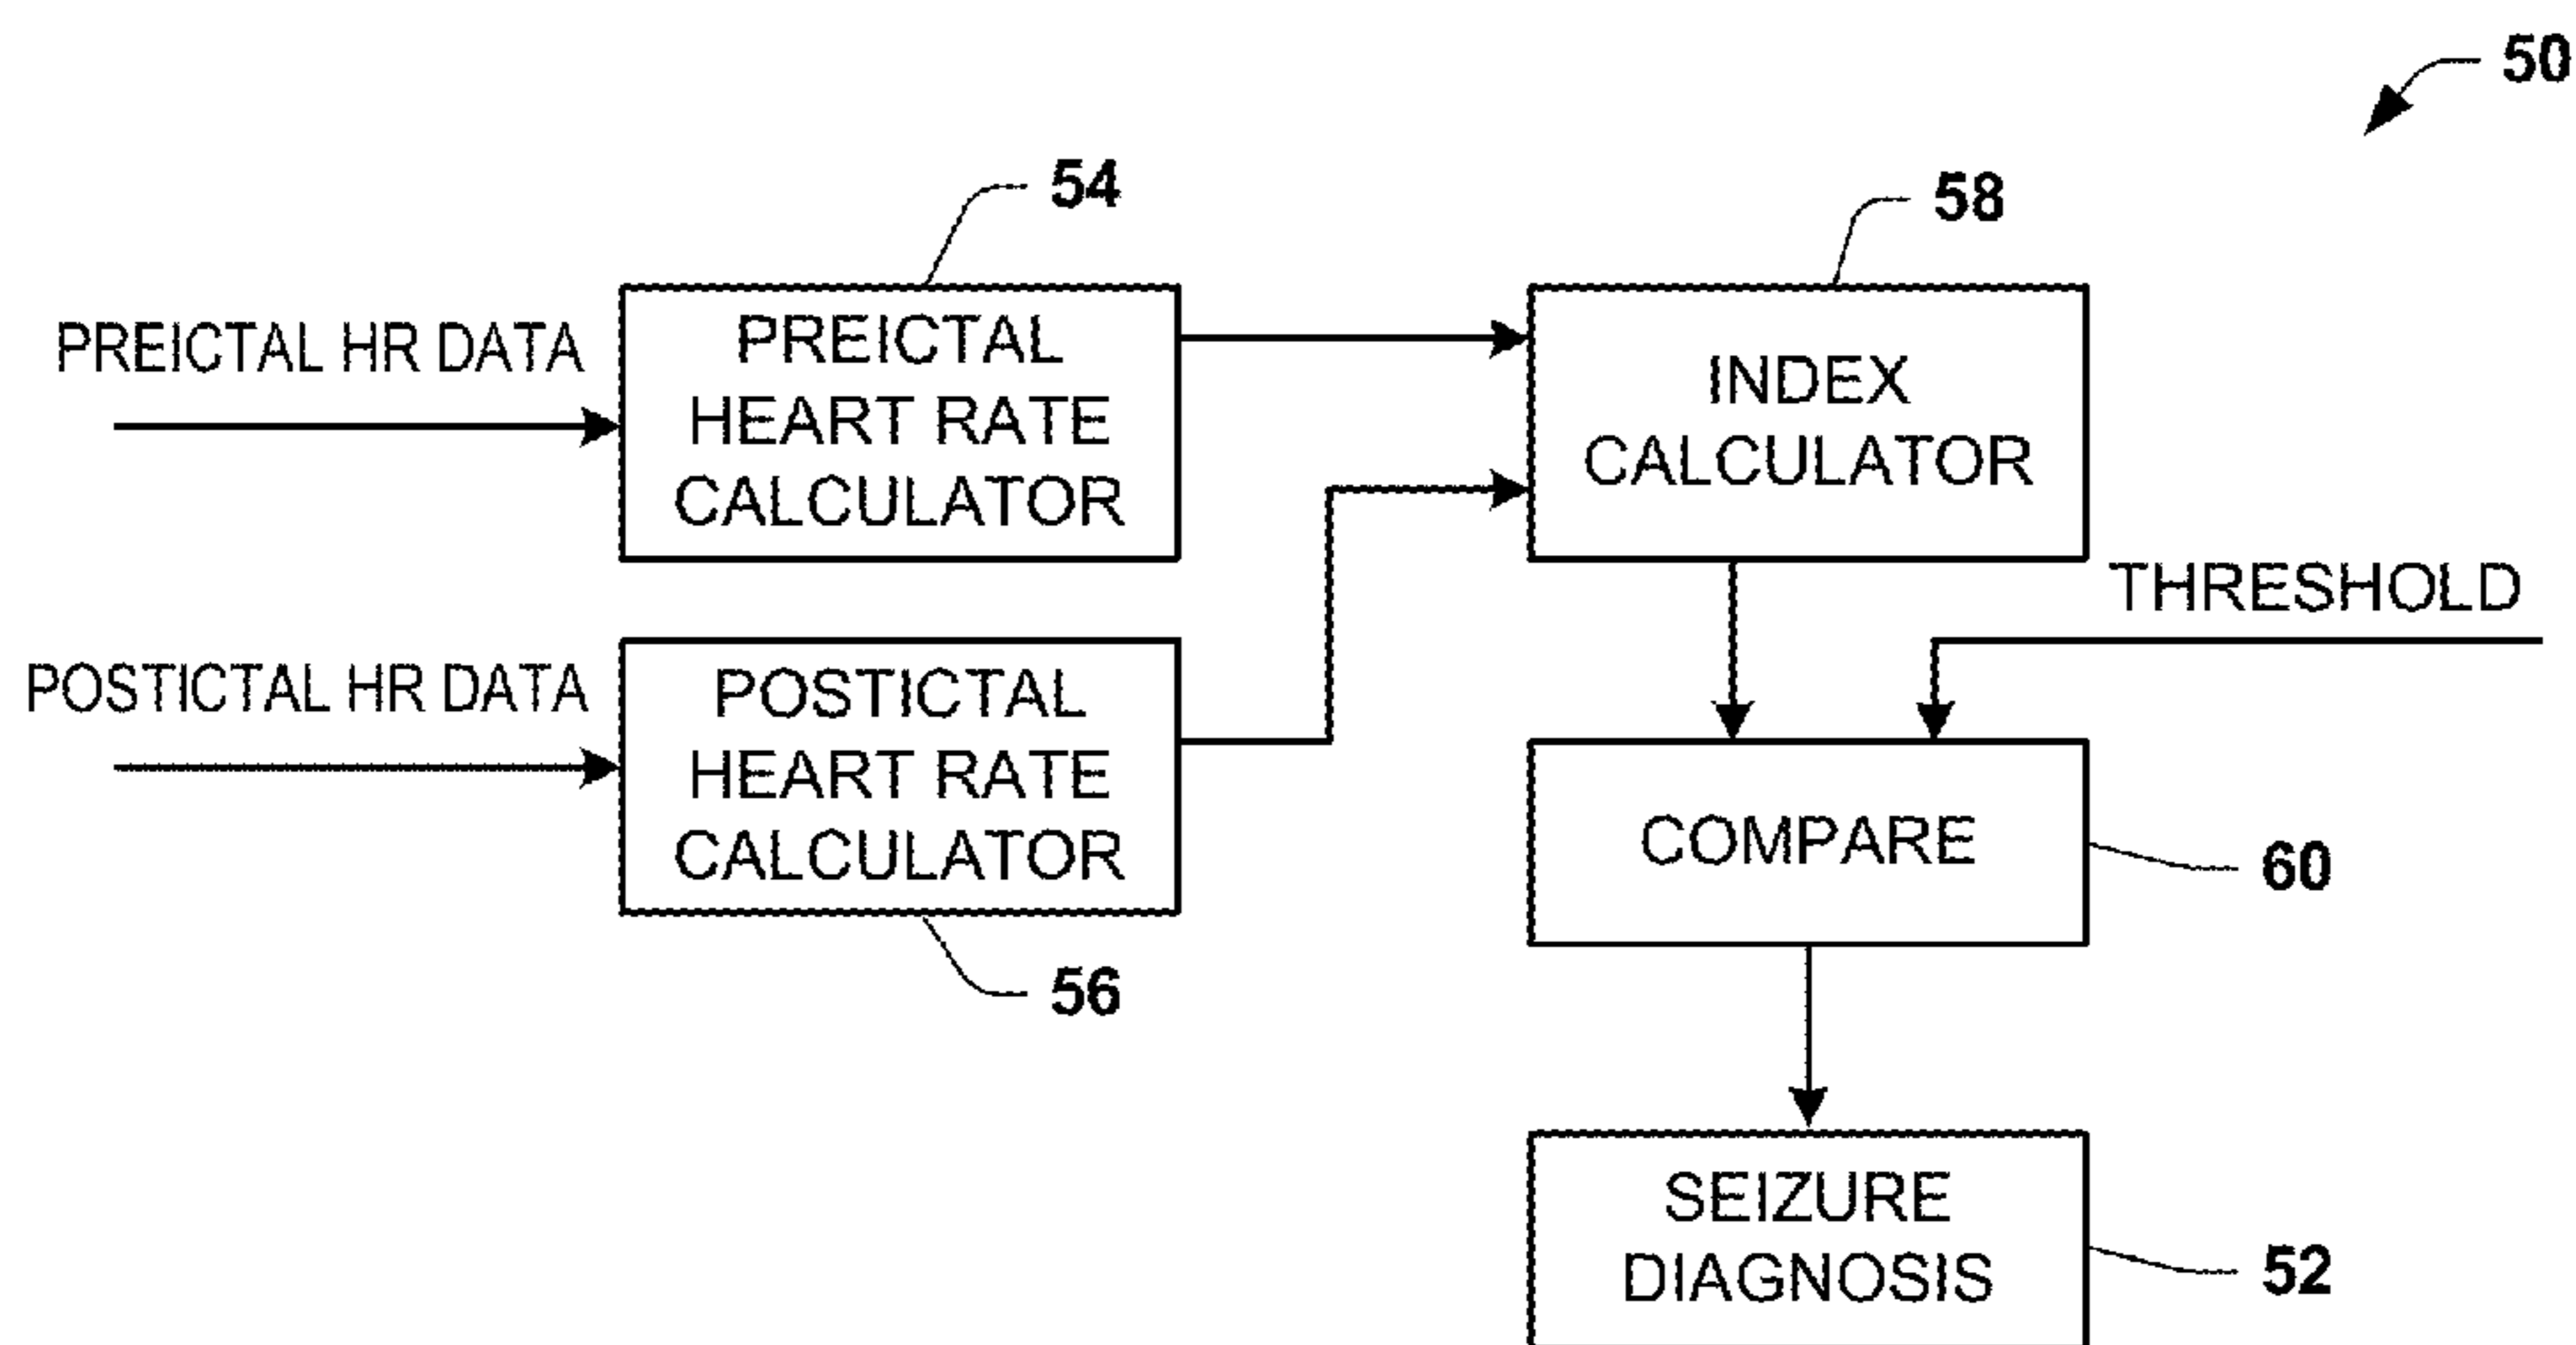 50
54
58
PREICTAL HR DATA
PREICTAL
HEART RATE
CALCULATOR
INDEX
CALCULATOR
THRESHOLD
POSTICTAL HR DATA
POSTICTAL
HEART RATE
CALCULATOR
COMPARE
60
56
SEIZURE
DIAGNOSIS
52